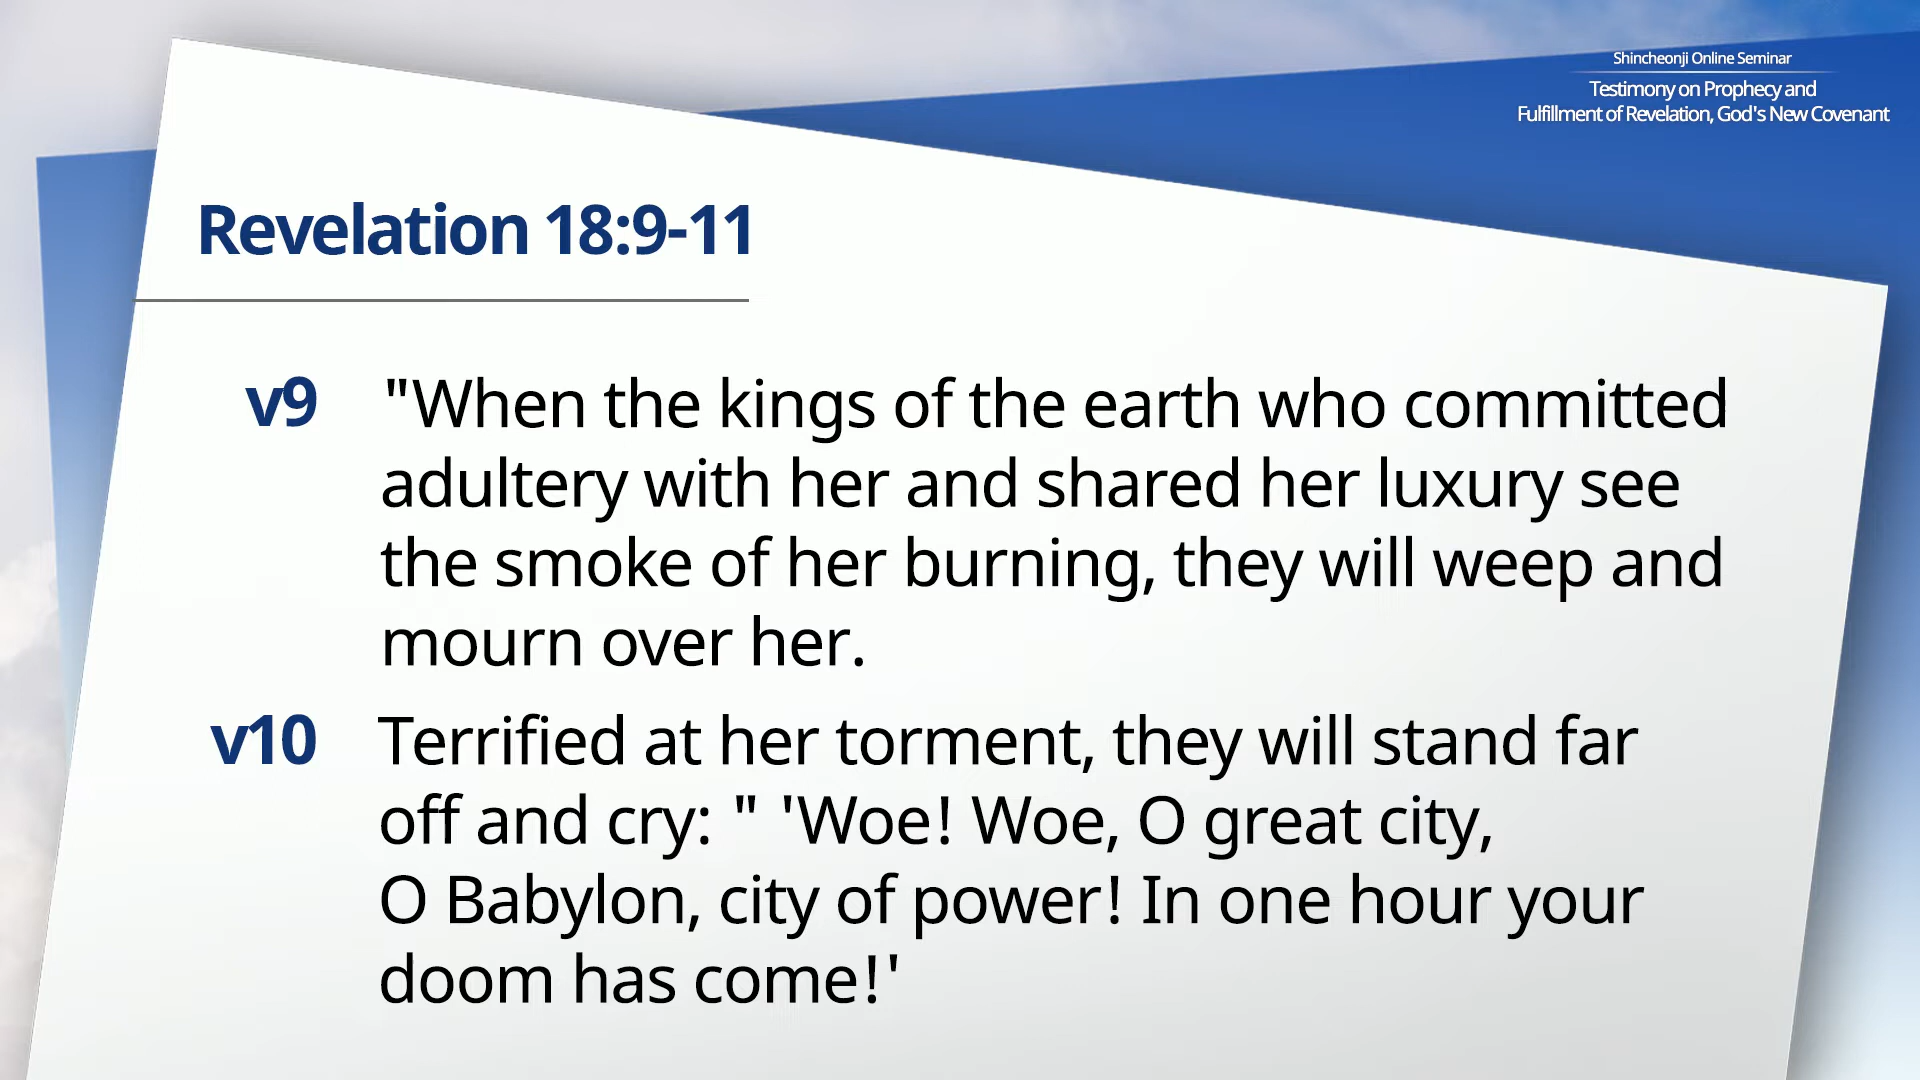 Shincheonji Online Seminar
Testimony on Prophecy and
Fulfillment of Revelation, God's New Covenant
Revelation 18:9-11
v9 "When the kings of the earth who committed
adultery with her and shared her luxury see
the smoke of her burning, they will weep and
mourn over her.
v10 Terrified at her torment, they will stand far
off and cry: " 'Woe! Woe, O great city,
O Babylon, city of power! In one hour your
doom has come!'